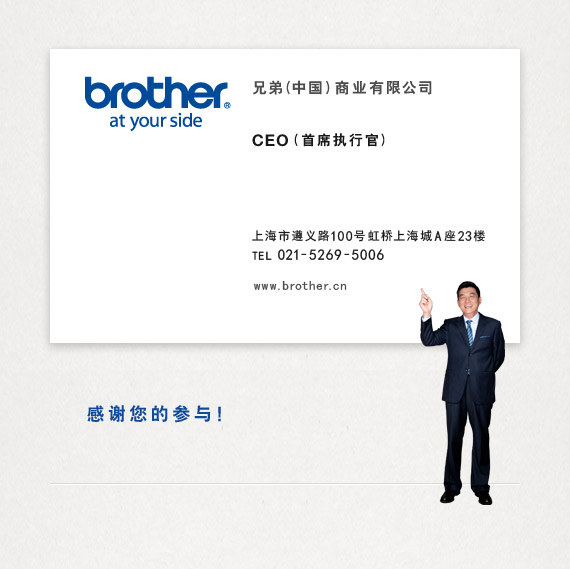 brother®
at your side
兄弟(中国)商业有限公司
CEO(首席执行官)
上海市遵义路100号虹桥上海城A座23楼
TEL 021-5269-5006
www.brother.cn
感谢您的参与!